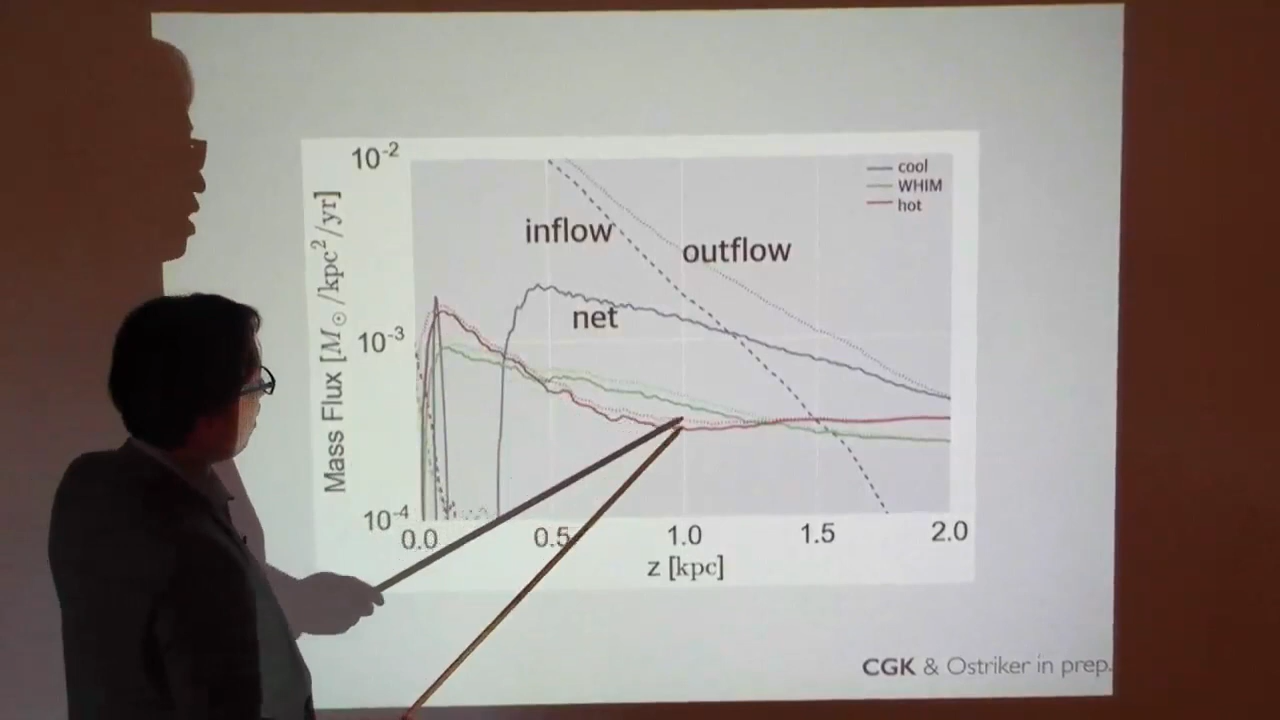 10-2
cool
WHIM
hot
inflow
outflow
net
10-3
Mass Flux [M⊙/kpc2/yr]
10-4
0.0 0.5 1.0 1.5 2.0
z [kpc]
CGK & Ostriker in prep.